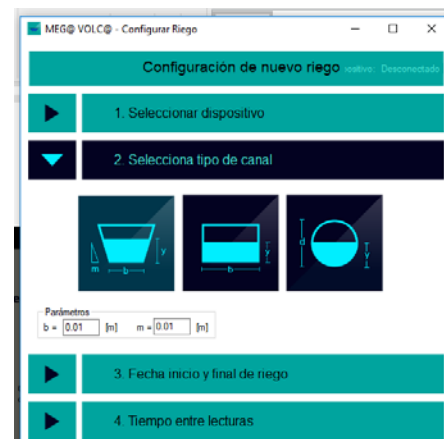 MEG@ VOLC@ - Configurar Riego
Configuración de nuevo riego
ositivo: Desconectado
1. Seleccionar dispositivo
2. Selecciona tipo de canal
m b y
b y
d y
Parámetros
b = 0.01 [m] m = 0.01 [m]
3. Fecha inicio y final de riego
4. Tiempo entre lecturas